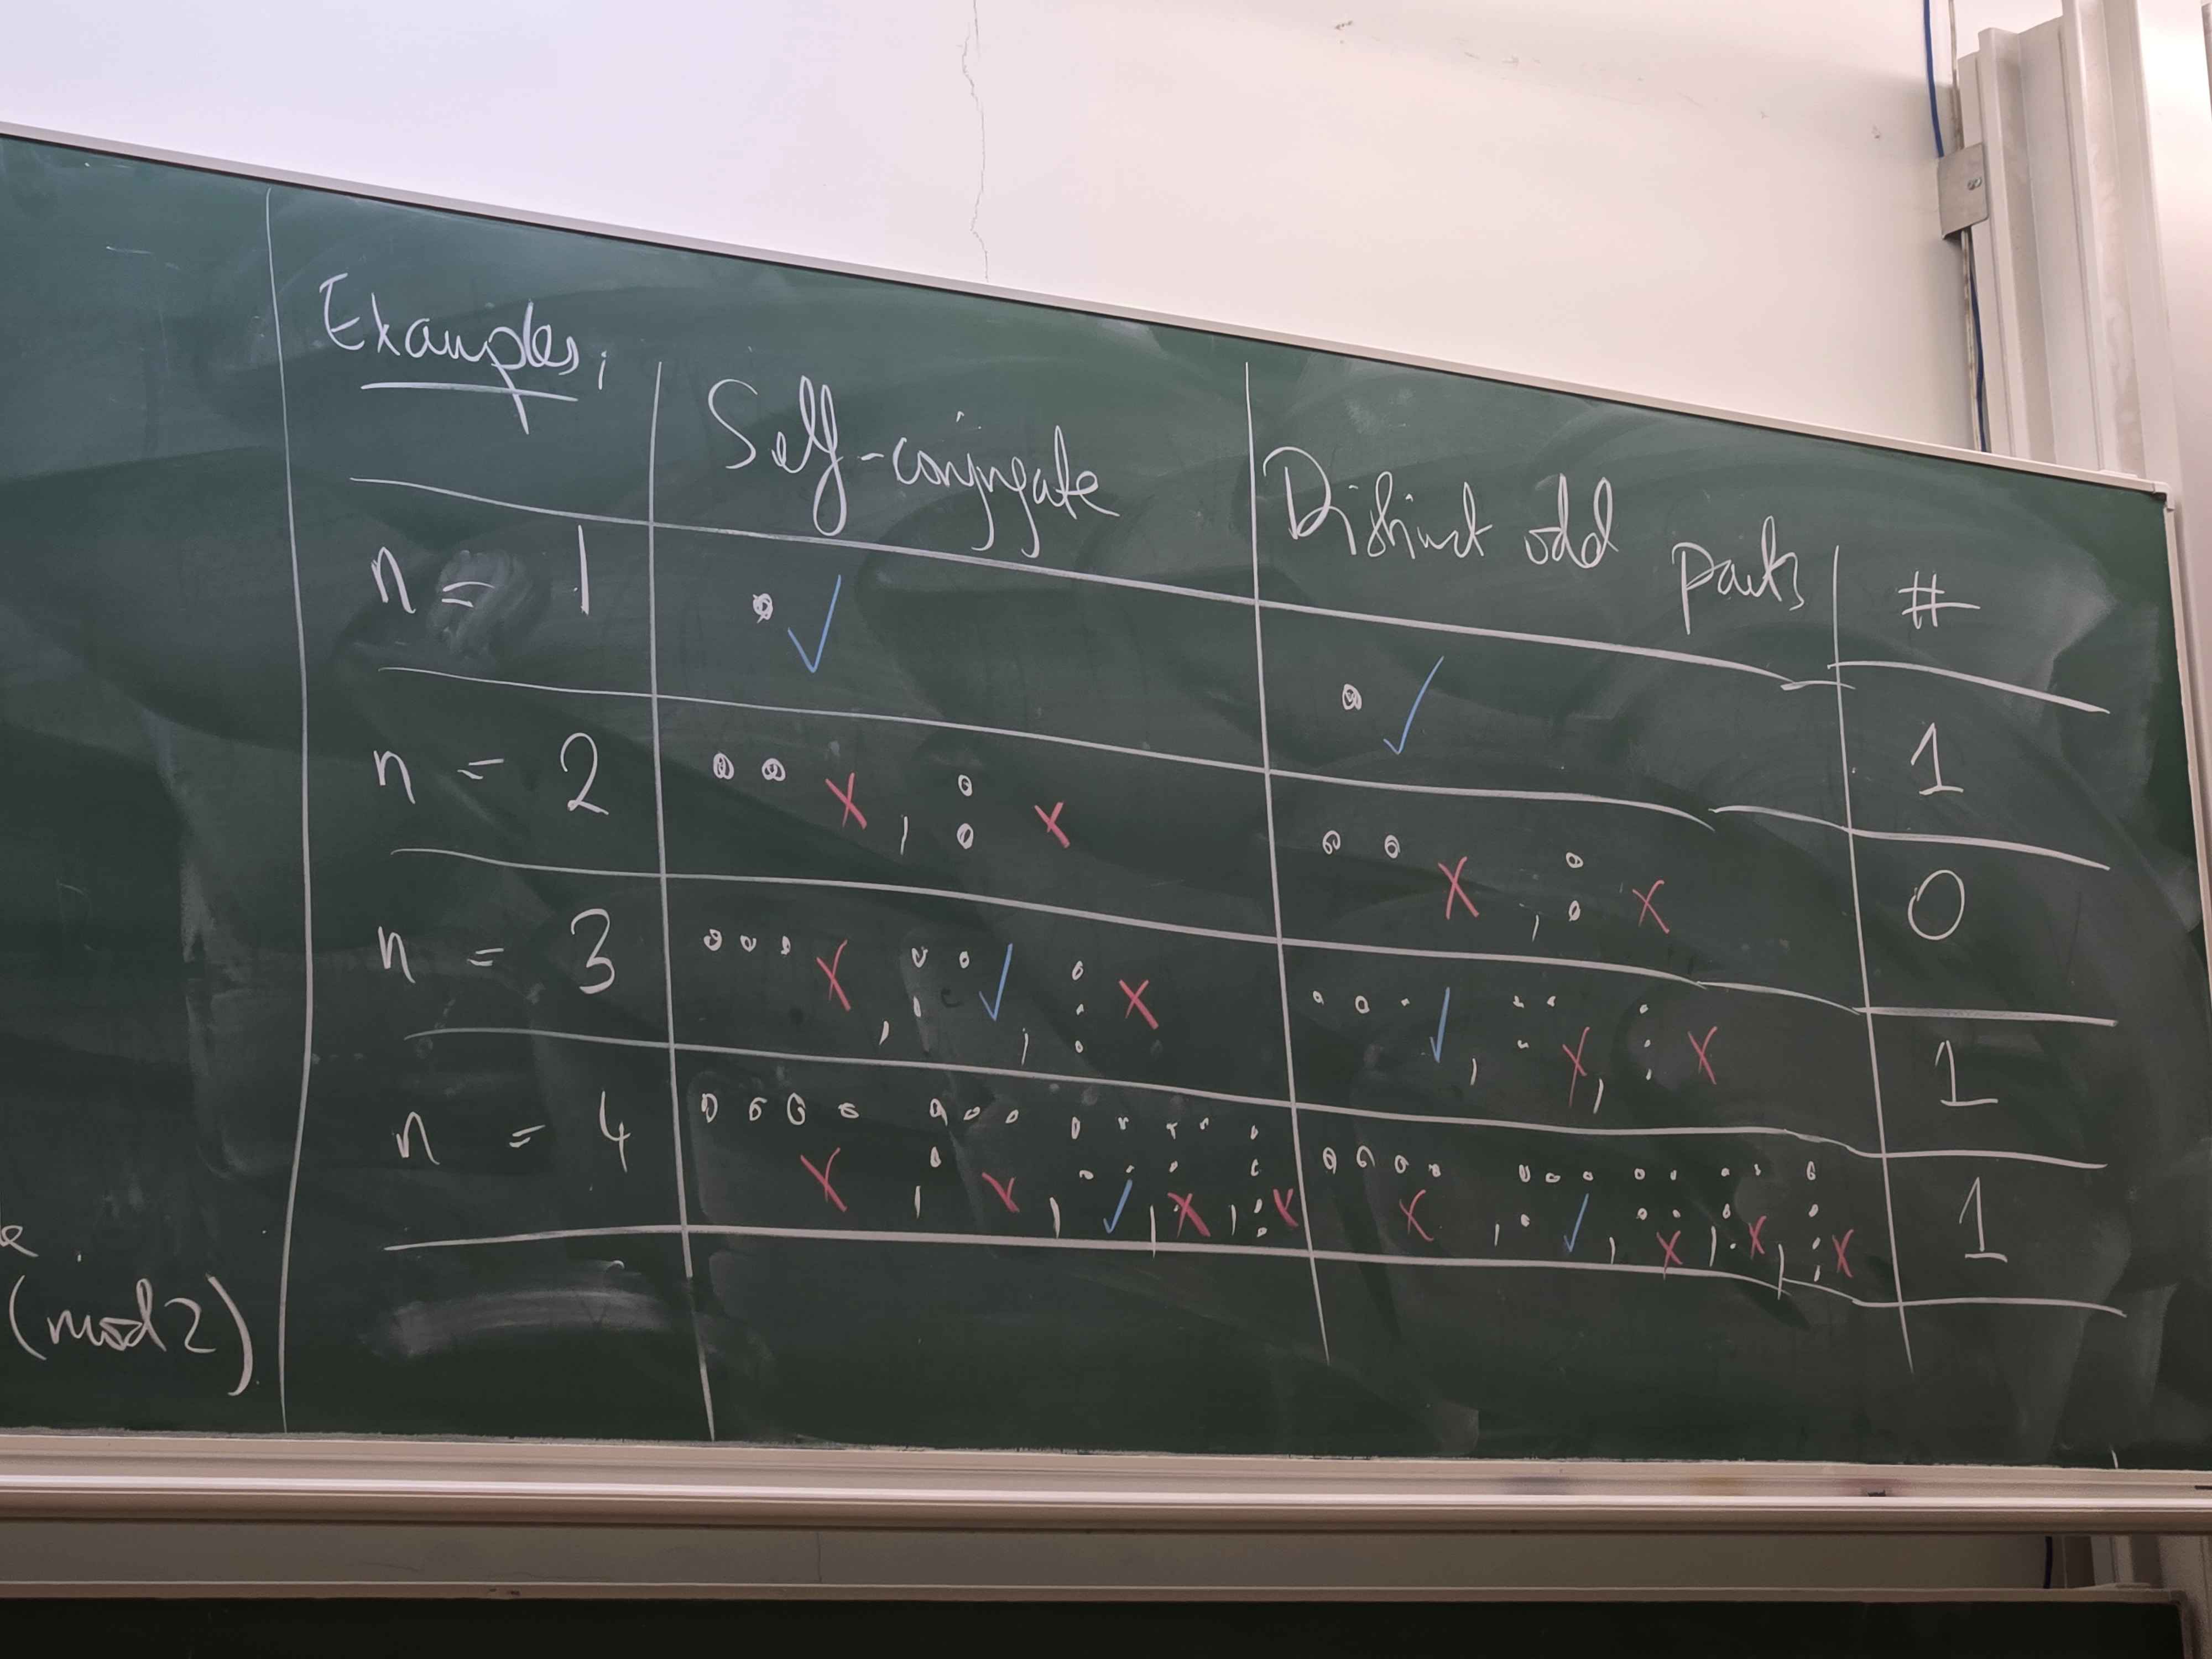 Examples;
Self-conjugate
Distinct odd parts
#
n = 1
✓
✓
1
n = 2
X , X
X , X
0
n = 3
X , ✓ , X
✓ , X , X
1
n = 4
X , X , ✓ , X , X
X , ✓ , X , X , X
1
(mod 2)